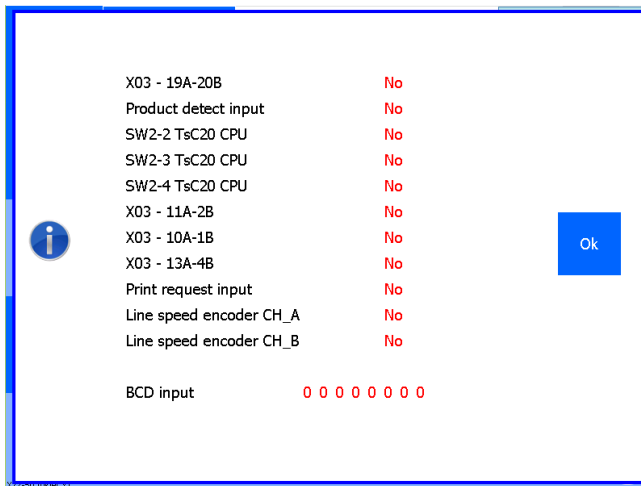 X03 - 19A-20B No
Product detect input No
SW2-2 TsC20 CPU No
SW2-3 TsC20 CPU No
SW2-4 TsC20 CPU No
X03 - 11A-2B No
X03 - 10A-1B No
X03 - 13A-4B No
Ok
Print request input No
Line speed encoder CH_A No
Line speed encoder CH_B No
BCD input 0 0 0 0 0 0 0 0